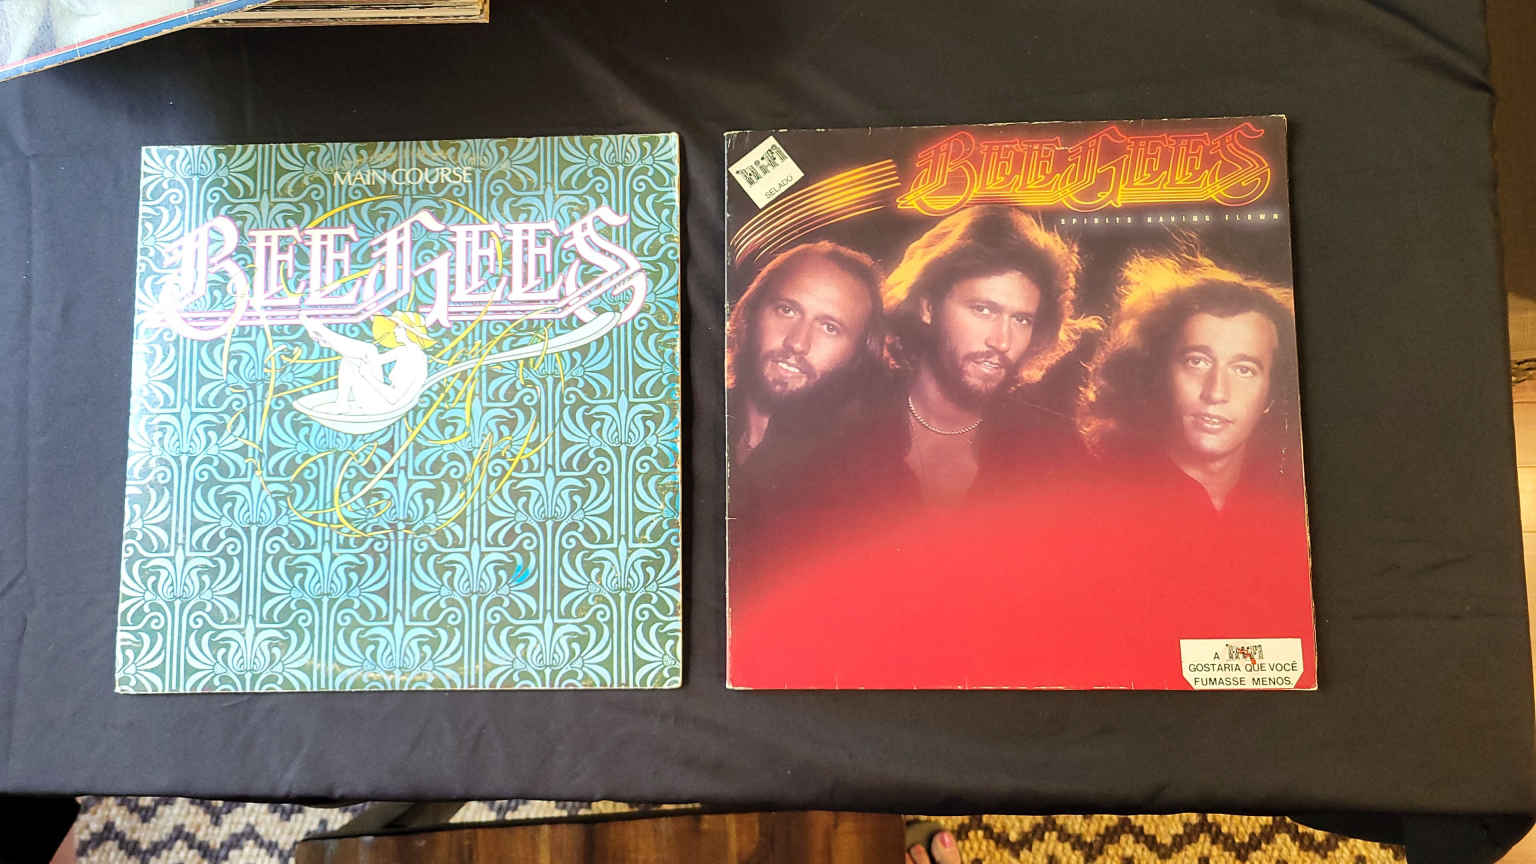 MAIN COURSE
BEE GEES
SELADO
BEE GEES
SPIRITS HAVING FLOWN
A
GOSTARIA QUE VOCÊ
FUMASSE MENOS.